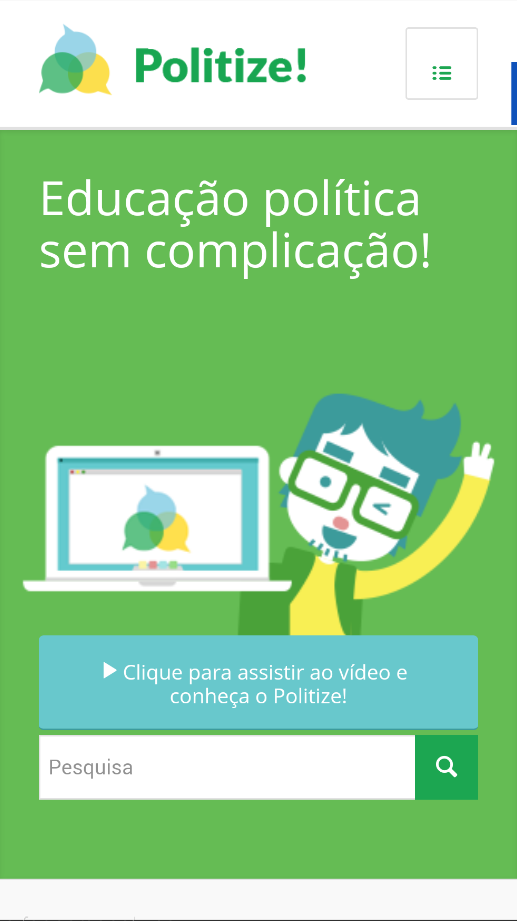 Politize!
Educação política
sem complicação!
Clique para assistir ao vídeo e
conheça o Politize!
Pesquisa